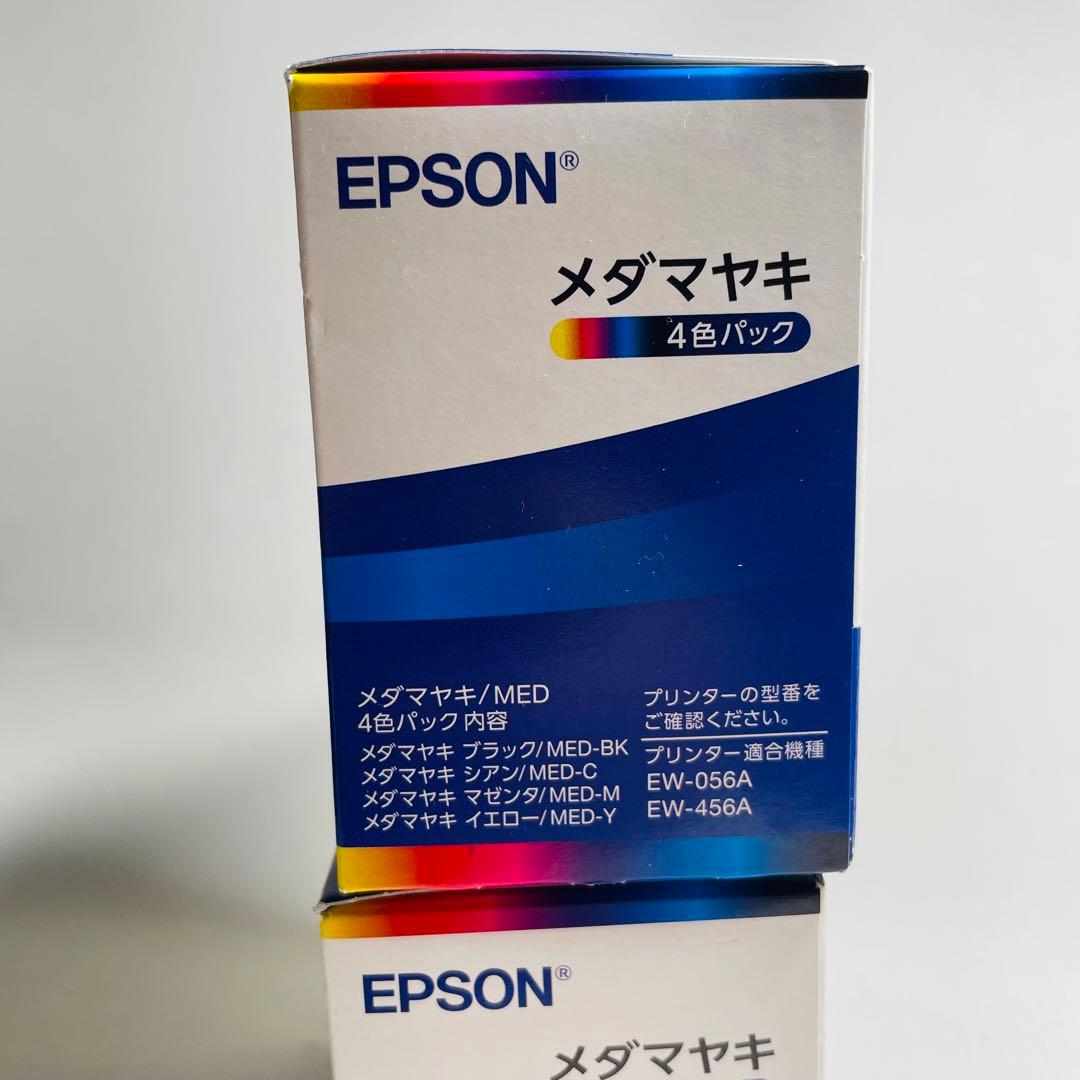 EPSON®
メダマヤキ
4色パック
メダマヤキ/MED
4色パック内容
メダマヤキ ブラック/MED-BK
メダマヤキ シアン/MED-C
メダマヤキ マゼンタ/MED-M
メダマヤキ イエロー/MED-Y
プリンターの型番を
ご確認ください。
プリンター適合機種
EW-056A
EW-456A
EPSON®
メダマヤキ